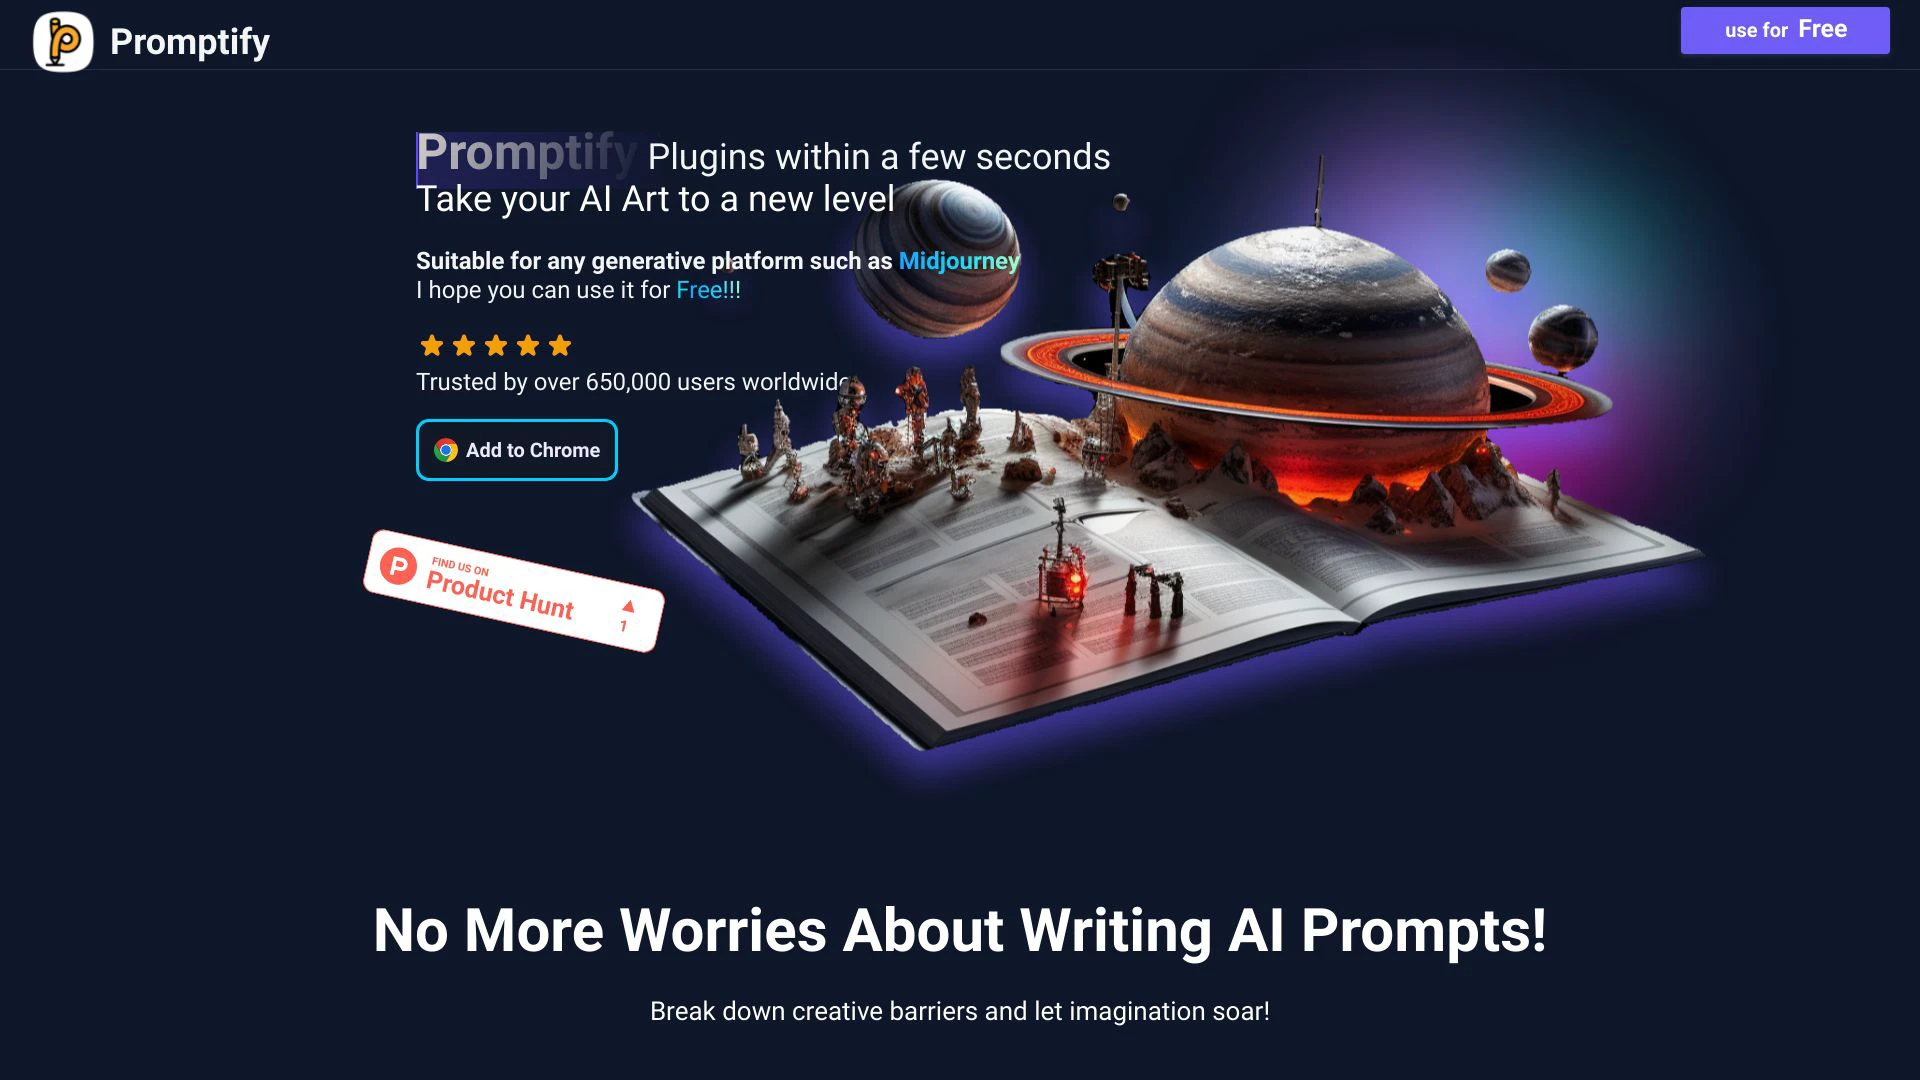 Promptify
use for Free
Promptify Plugins within a few seconds
Take your AI Art to a new level
Suitable for any generative platform such as Midjourney
I hope you can use it for Free!!!
Trusted by over 650,000 users worldwide
Add to Chrome
FIND US ON
Product Hunt
1
No More Worries About Writing AI Prompts!
Break down creative barriers and let imagination soar!